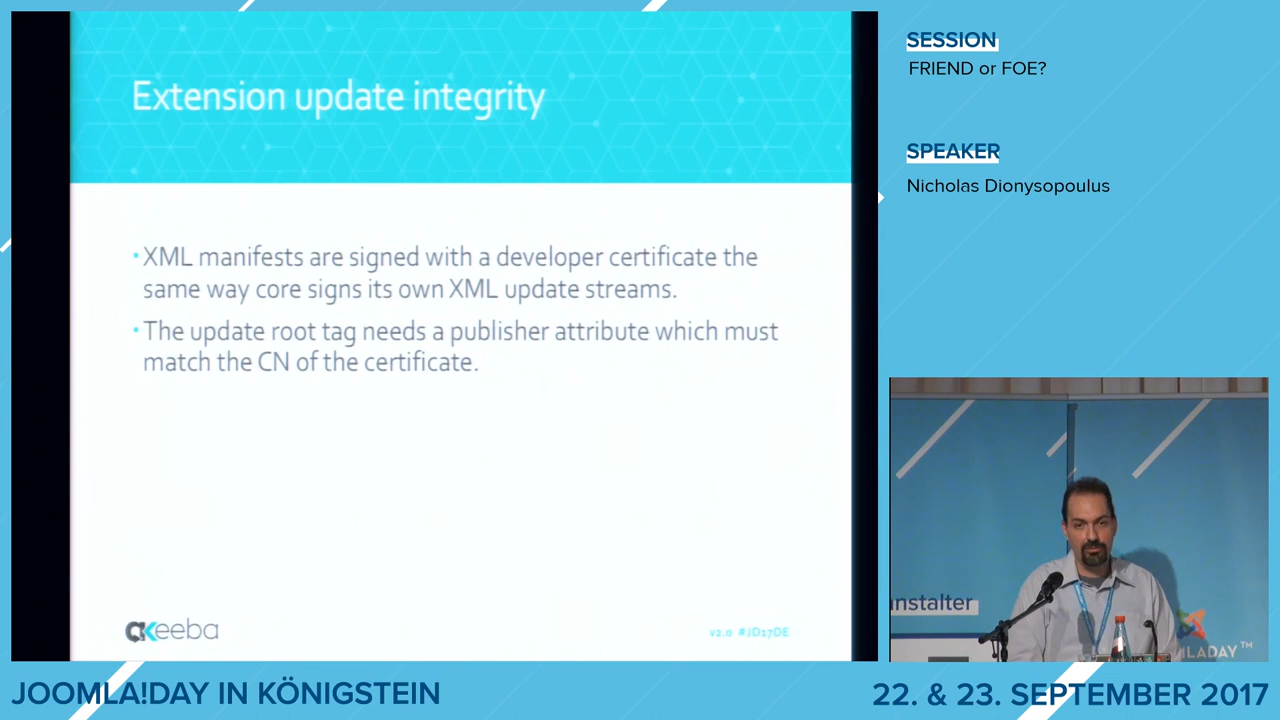 Extension update integrity
• XML manifests are signed with a developer certificate the
same way core signs its own XML update streams.
• The update root tag needs a publisher attribute which must
match the CN of the certificate.
akeeba
v2.0 #JD17DE
SESSION
FRIEND or FOE?
SPEAKER
Nicholas Dionysopoulus
nstalter
MLADAY™
JOOMLA!DAY IN KÖNIGSTEIN
22. & 23. SEPTEMBER 2017